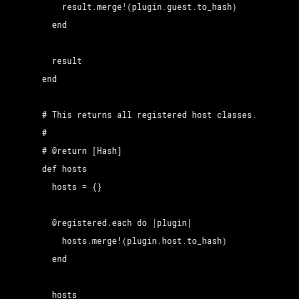 result.merge!(plugin.guest.to_hash)
end
result
end
# This returns all registered host classes.
#
# @return [Hash]
def hosts
hosts = {}
@registered.each do |plugin|
hosts.merge!(plugin.host.to_hash)
end
hosts